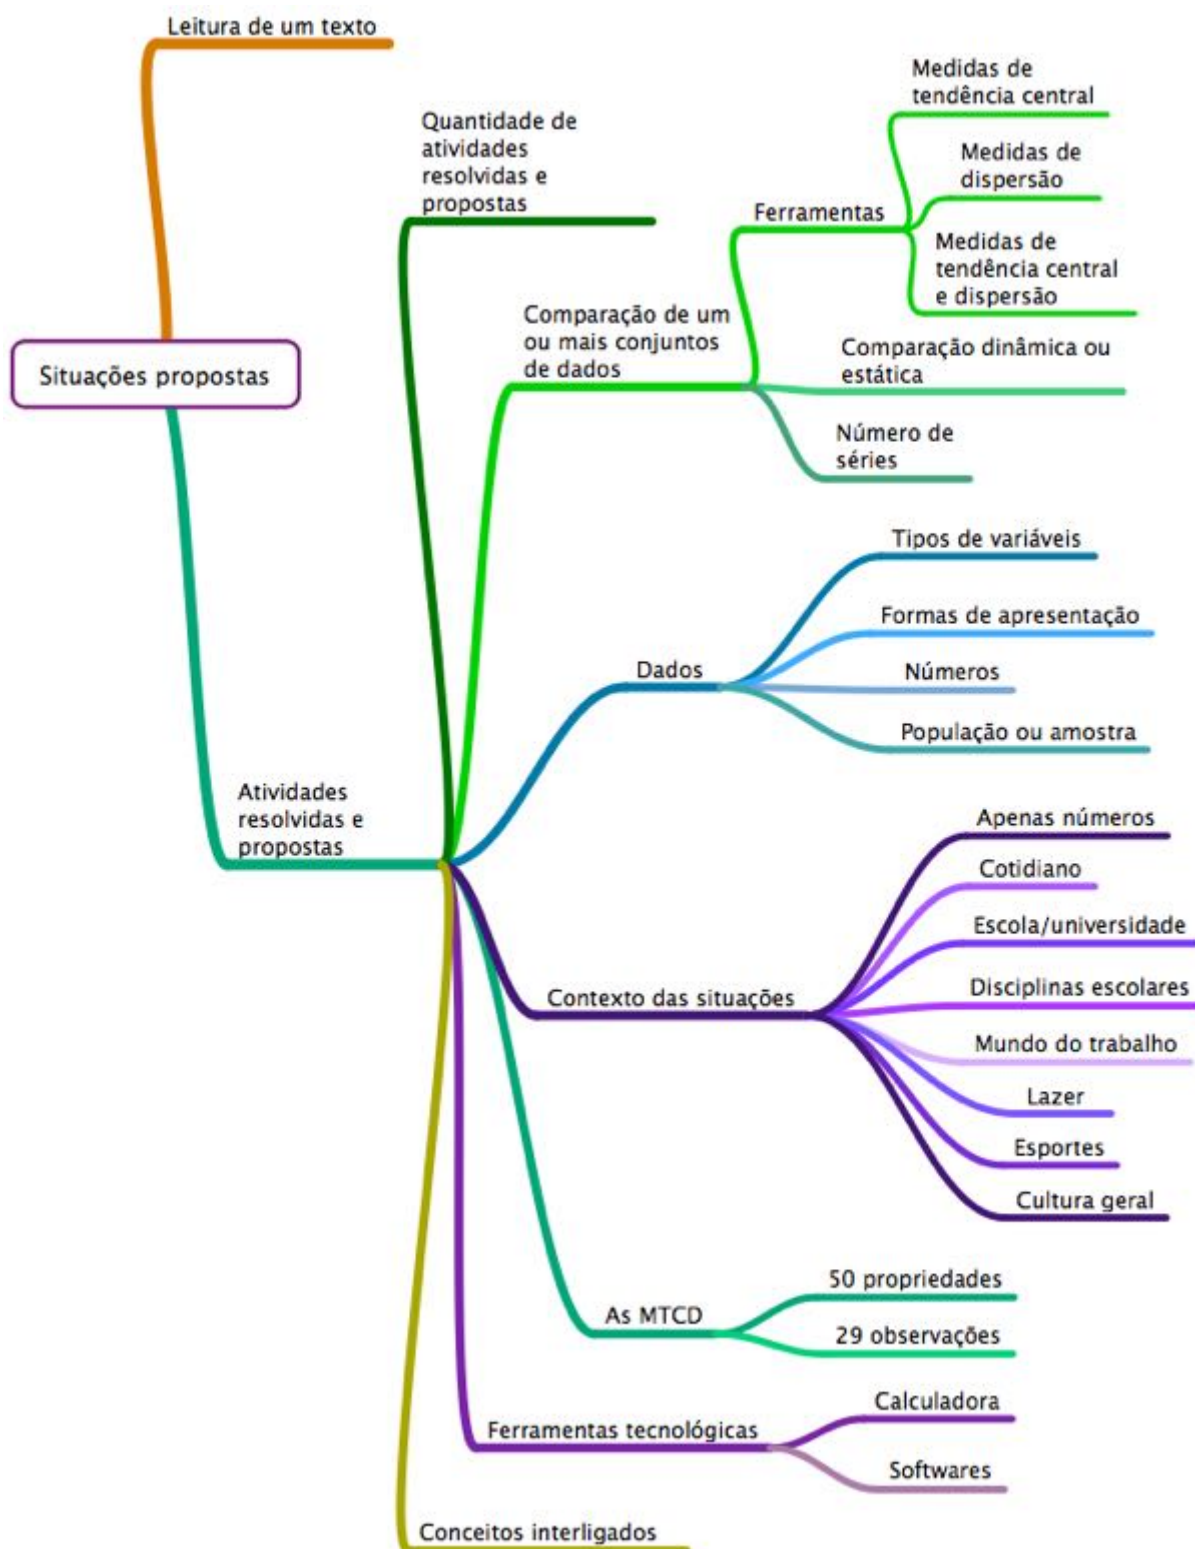 Leitura de um texto
Medidas de
tendência central
Quantidade de
atividades
resolvidas e
propostas
Medidas de
dispersão
Ferramentas
Medidas de
tendência central
e dispersão
Comparação de um
ou mais conjuntos
de dados
Comparação dinâmica ou
estática
Situações propostas
Número de
séries
Tipos de variáveis
Formas de apresentação
Dados
Números
População ou amostra
Atividades
resolvidas e
propostas
Apenas números
Cotidiano
Escola/universidade
Contexto das situações
Disciplinas escolares
Mundo do trabalho
Lazer
Esportes
Cultura geral
50 propriedades
As MTCD
29 observações
Calculadora
Ferramentas tecnológicas
Softwares
Conceitos interligados